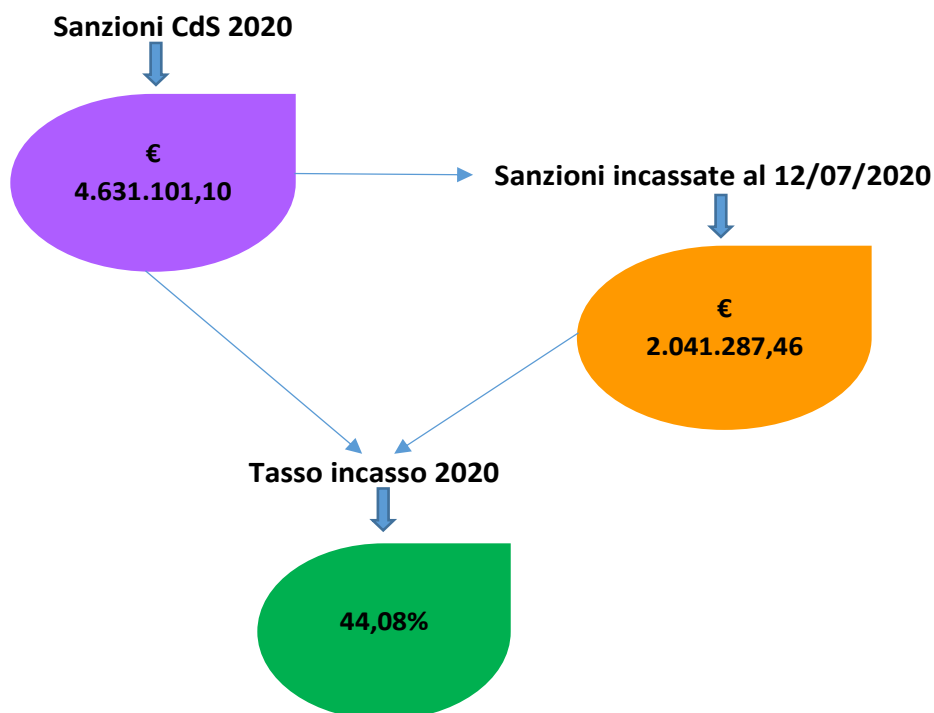 Sanzioni CdS 2020
€
4.631.101,10
Sanzioni incassate al 12/07/2020
€
2.041.287,46
Tasso incasso 2020
44,08%